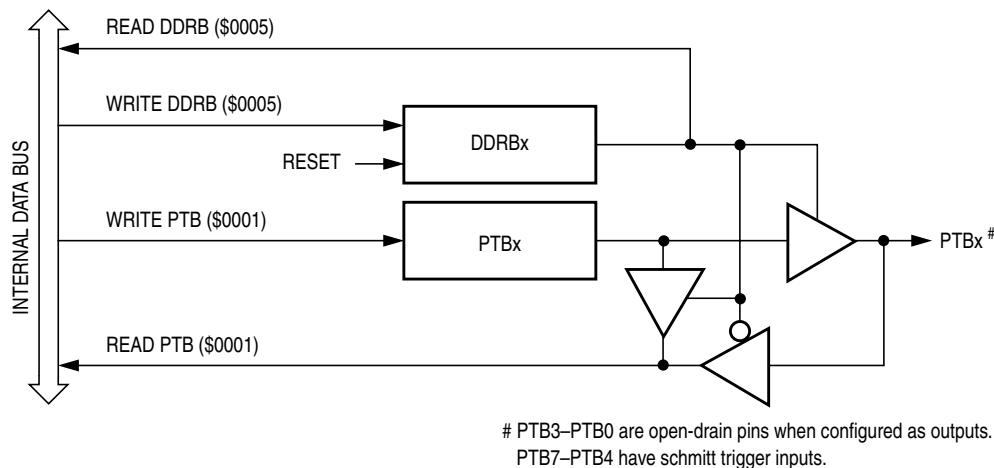 READ DDRB ($0005)
WRITE DDRB ($0005)
DDRBx
RESET
INTERNAL DATA BUS
WRITE PTB ($0001)
PTBx
PTBx #
READ PTB ($0001)
# PTB3–PTB0 are open-drain pins when configured as outputs.
PTB7–PTB4 have schmitt trigger inputs.